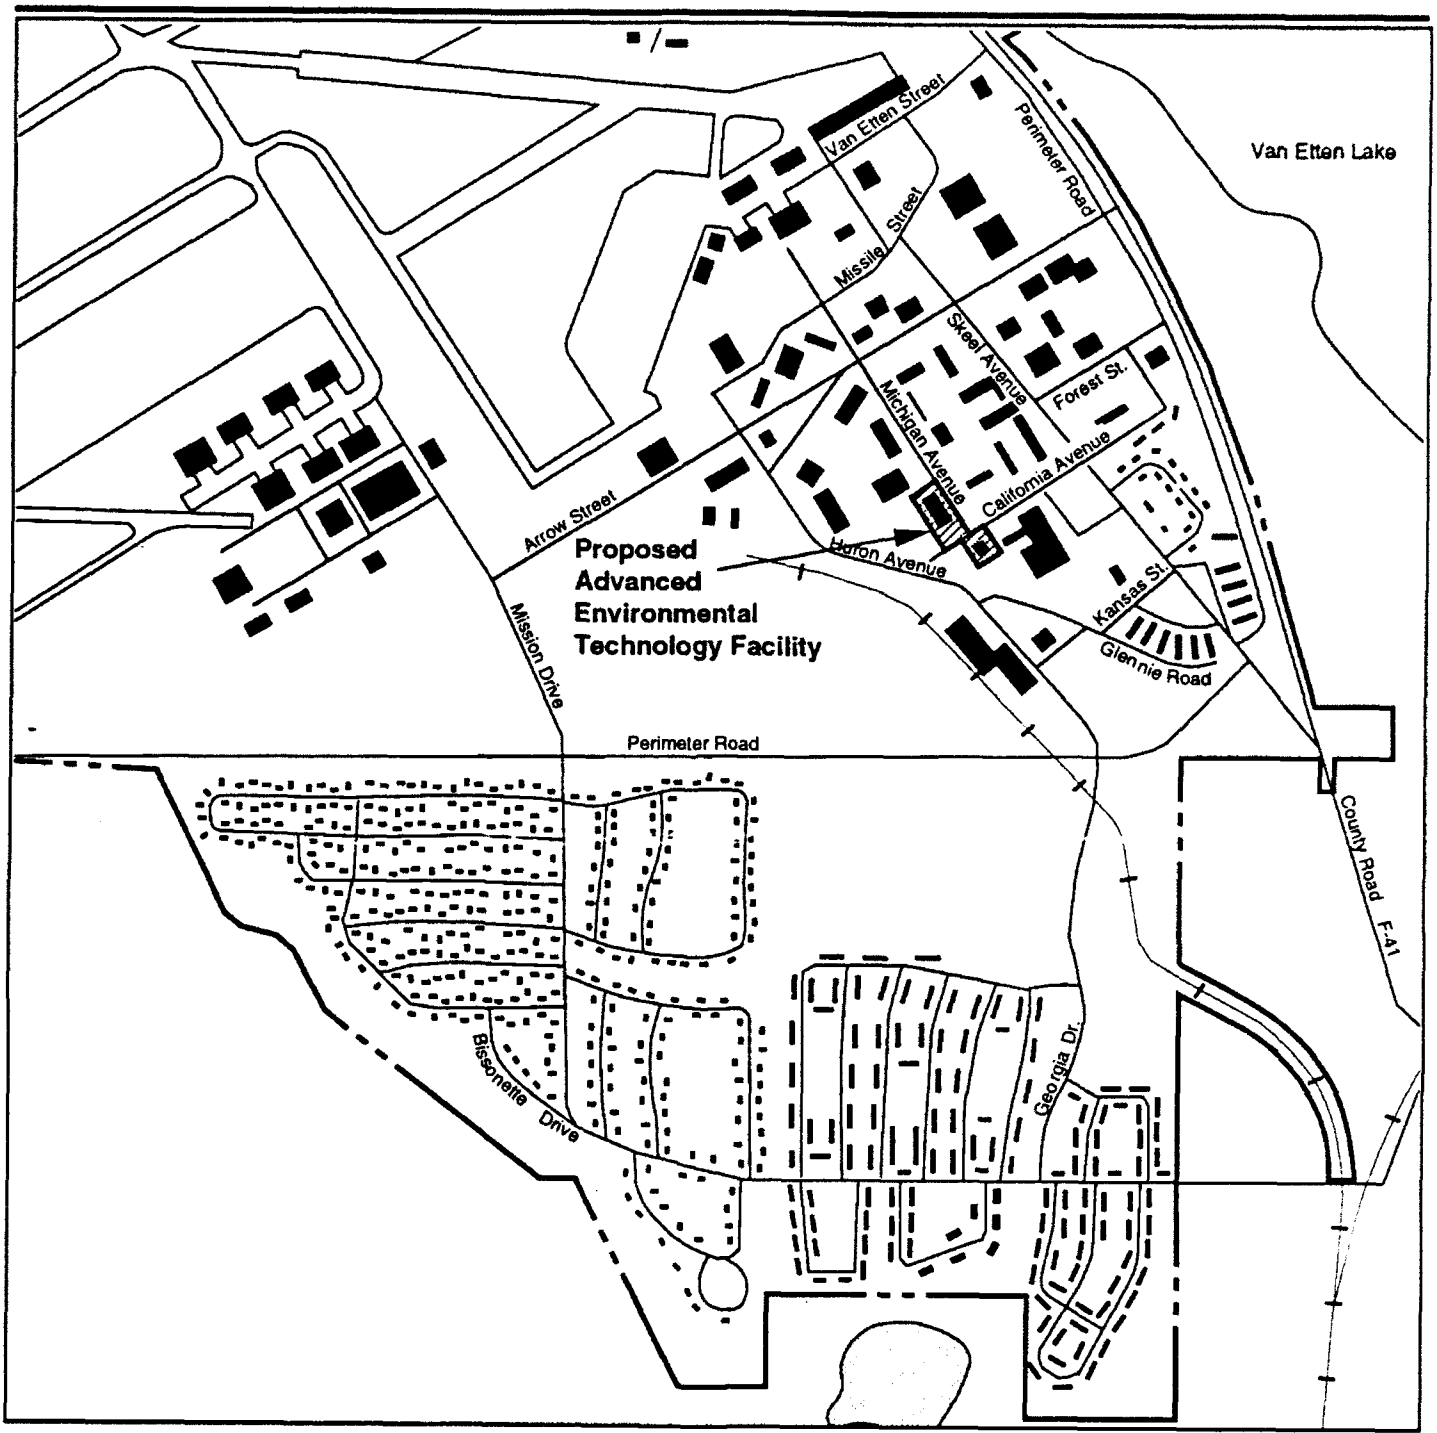 Van Etten Street
Perimeter Road
Van Etten Lake
Missile Street
Skeel Avenue
Forest St.
Michigan Avenue
California Avenue
Arrow Street
Proposed
Advanced
Environmental
Technology Facility
Huron Avenue
Kansas St.
Mission Drive
Glennie Road
Perimeter Road
County Road F-41
Bissonette Drive
Georgia Dr.